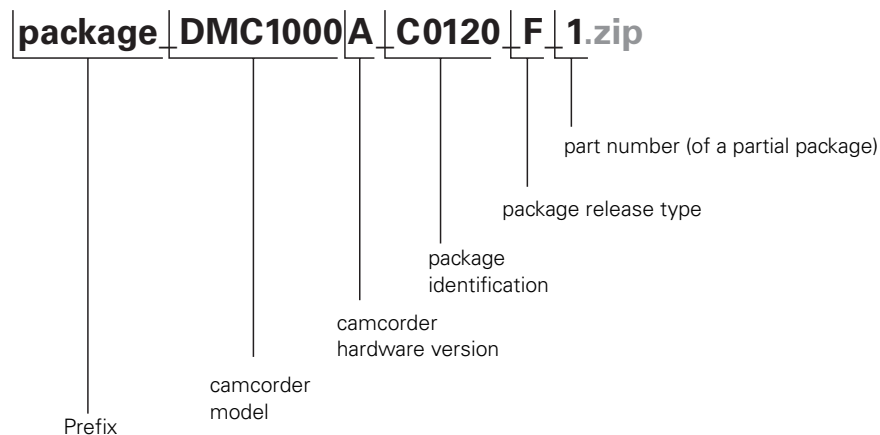 package_DMC1000A_C0120_F_1.zip
part number (of a partial package)
package release type
package
identification
camcorder
hardware version
camcorder
model
Prefix